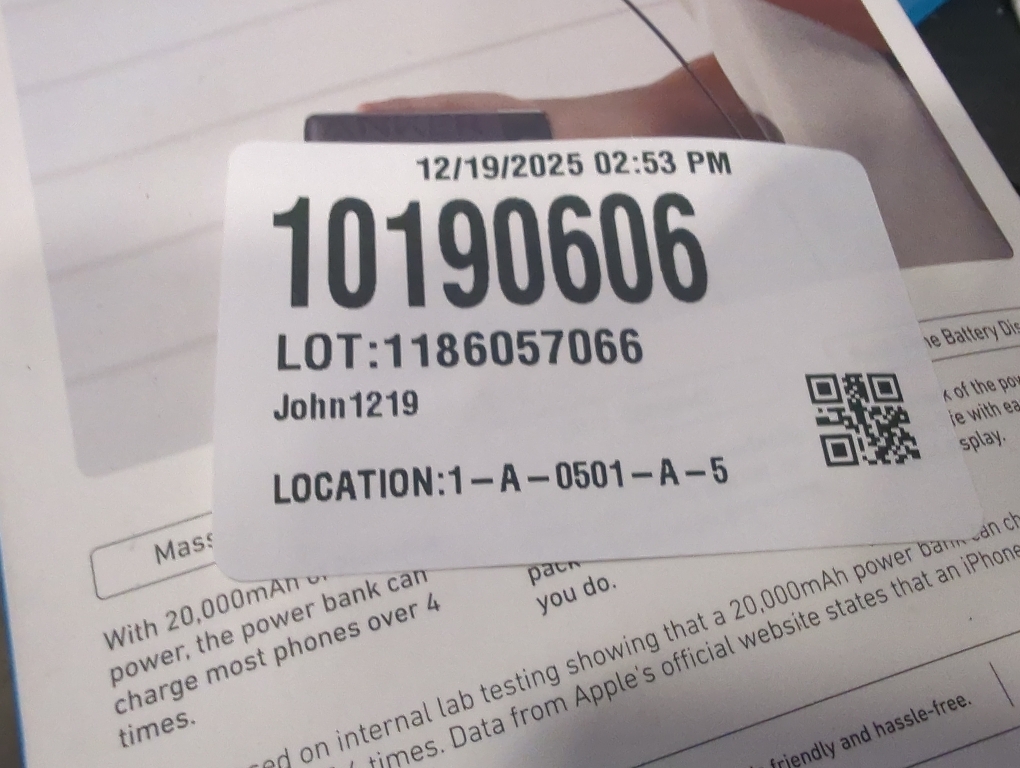 12/19/2025 02:53 PM
10190606
LOT:1186057066
John1219
LOCATION:1-A-0501-A-5
Battery
of the
with
splay.
With 20,000mAh
power, the power bank can
charge most phones over 4
times.
you do.
on internal lab testing showing that a 20,000mAh power bank can
times. Data from Apple's official website states that an iPhone
friendly and hassle-free.